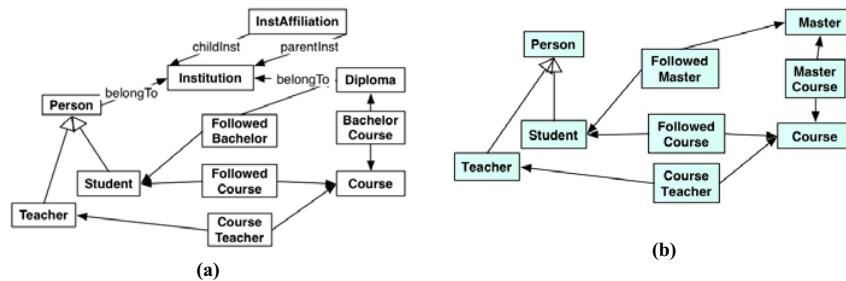 InstAffiliation
childInst
parentInst
Institution
belongTo
belongTo
Diploma
Person
Followed
Bachelor
Bachelor
Course
Student
Followed
Course
Course
Teacher
Course
Teacher
(a)
Master
Person
Followed
Master
Master
Course
Student
Followed
Course
Course
Teacher
Course
Teacher
(b)